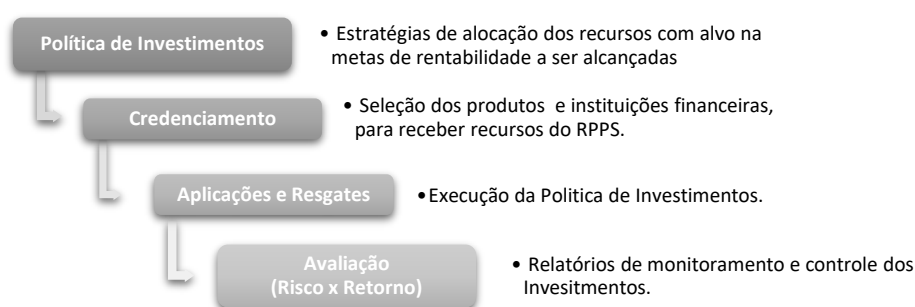 Política de Investimentos
• Estratégias de alocação dos recursos com alvo na
metas de rentabilidade a ser alcançadas
Credenciamento
• Seleção dos produtos e instituições financeiras,
para receber recursos do RPPS.
Aplicações e Resgates
•Execução da Politica de Investimentos.
Avaliação
(Risco x Retorno)
• Relatórios de monitoramento e controle dos
Invesitmentos.